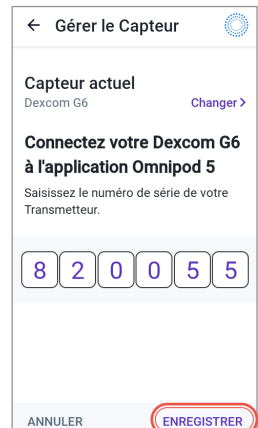 ← Gérer le Capteur
Capteur actuel
Dexcom G6
Changer >
Connectez votre Dexcom G6
à l'application Omnipod 5
Saisissez le numéro de série de votre
Transmetteur.
8 2 0 0 5 5
ANNULER
ENREGISTRER